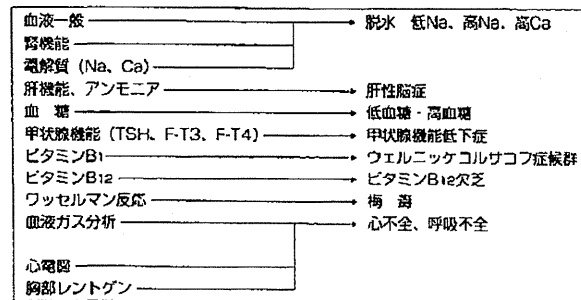 血液一般 脱水 低Na、高Na、高Ca
腎機能
電解質（Na、Ca）
肝機能、アンモニア 肝性脳症
血 糖 低血糖・高血糖
甲状腺機能（TSH、F-T3、F-T4） 甲状腺機能低下症
ビタミンB1 ウェルニッケコルサコフ症候群
ビタミンB12 ビタミンB12欠乏
ワッセルマン反応 梅 毒
血液ガス分析 心不全、呼吸不全
心電図
胸部レントゲン